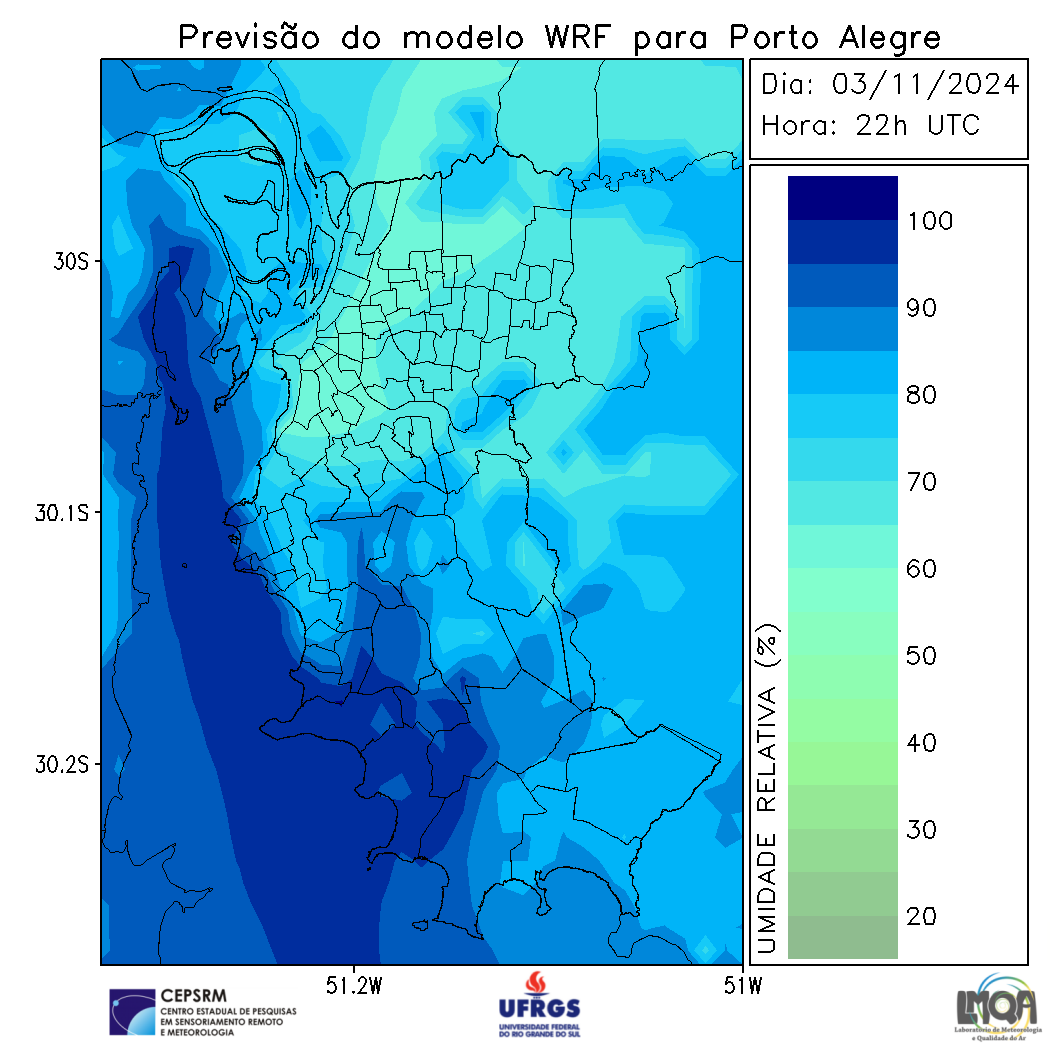 Previsão do modelo WRF para Porto Alegre
Dia: 03/11/2024
Hora: 22h UTC
30S
30.1S
30.2S
51.2W
51W
UMIDADE RELATIVA (%)
100
90
80
70
60
50
40
30
20
CEPSRM
CENTRO ESTADUAL DE PESQUISAS
EM SENSORIAMENTO REMOTO
E METEOROLOGIA
UFRGS
UNIVERSIDADE FEDERAL
DO RIO GRANDE DO SUL
LMQA
Laboratório de Meteorologia
e Qualidade do Ar